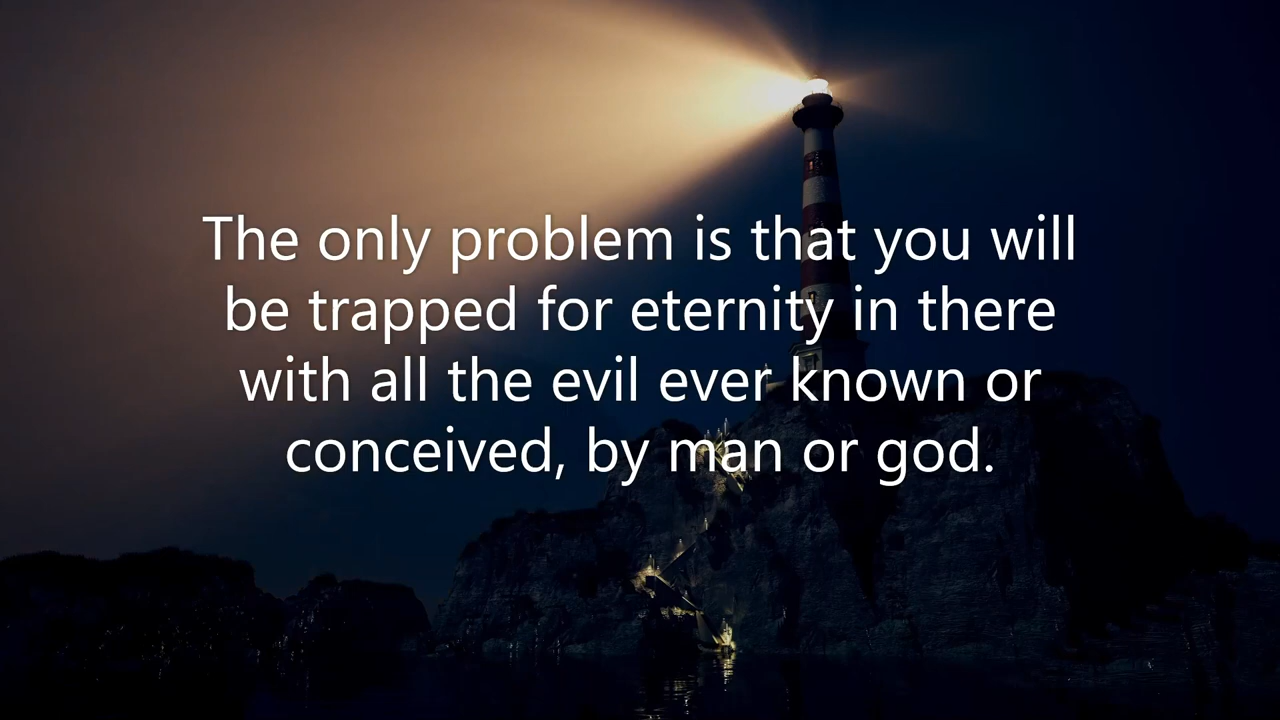 The only problem is that you will
be trapped for eternity in there
with all the evil ever known or
conceived, by man or god.